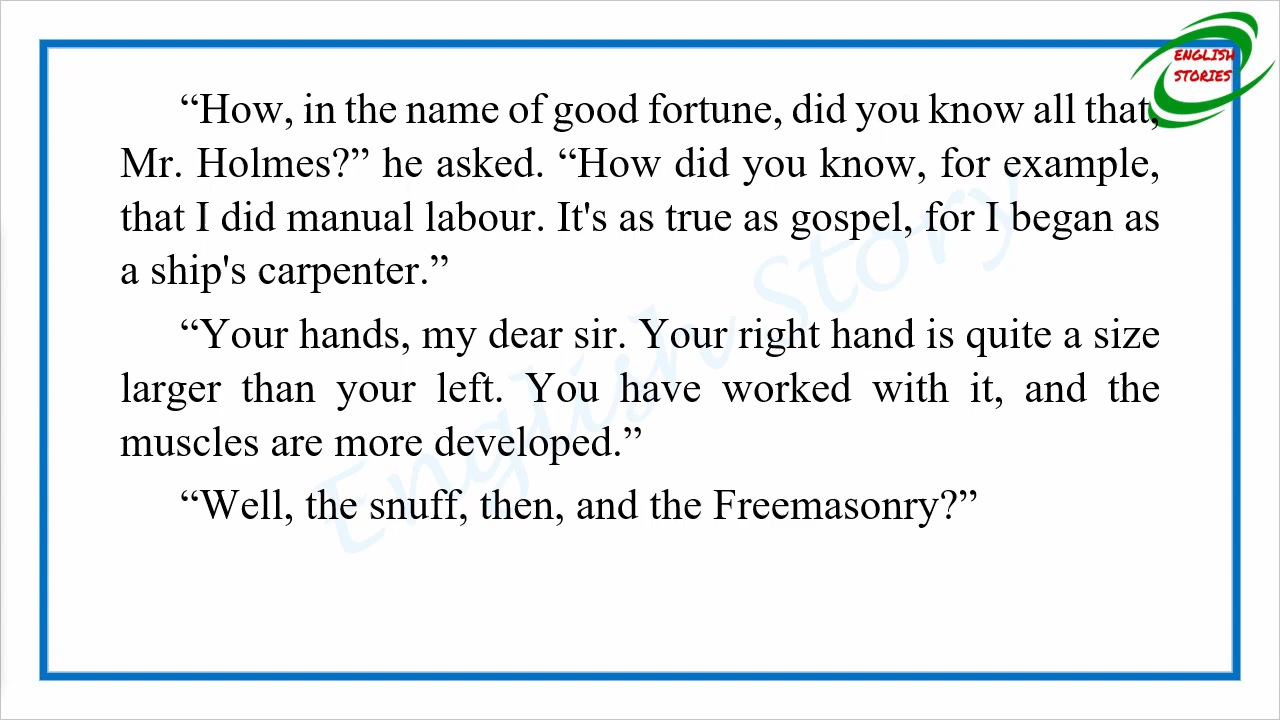 ENGLISH
STORIES
“How, in the name of good fortune, did you know all that,
Mr. Holmes?” he asked. “How did you know, for example,
that I did manual labour. It's as true as gospel, for I began as
a ship's carpenter.”
“Your hands, my dear sir. Your right hand is quite a size
larger than your left. You have worked with it, and the
muscles are more developed.”
“Well, the snuff, then, and the Freemasonry?”
English Story